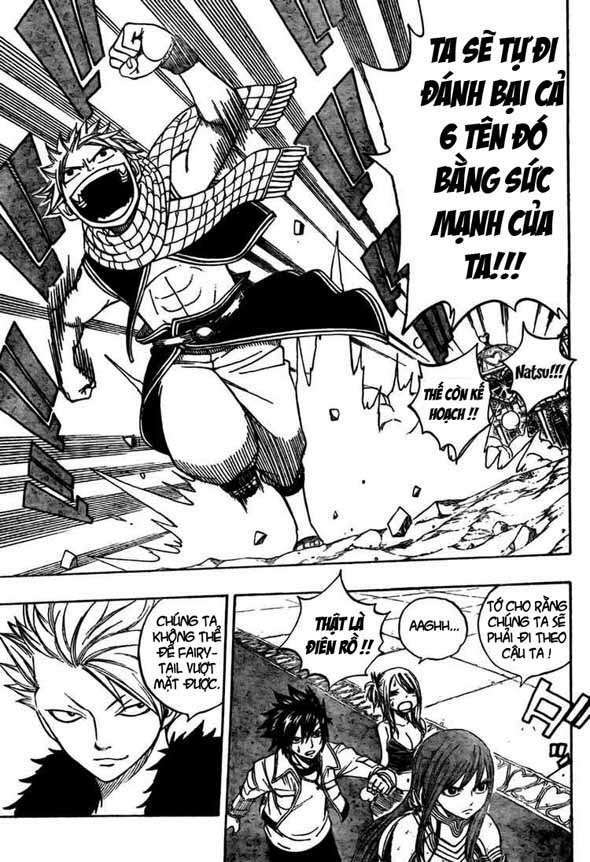 TA SẼ TỰ ĐI
ĐÁNH BẠI CẢ
6 TÊN ĐÓ
BẰNG SỨC
MẠNH CỦA
TA!!!
Natsu!!!
THẾ CÒN KẾ
HOẠCH !!
TỚ CHO RẰNG
CHÚNG TA SẼ
PHẢI ĐI THEO
CẬU TA !
AAGHH...
THẬT LÀ
ĐIÊN RỒ !!
ダッ
CHÚNG TA
KHÔNG THỂ
ĐỂ FAIRY-
TAIL VƯỢT
MẶT ĐƯỢC.